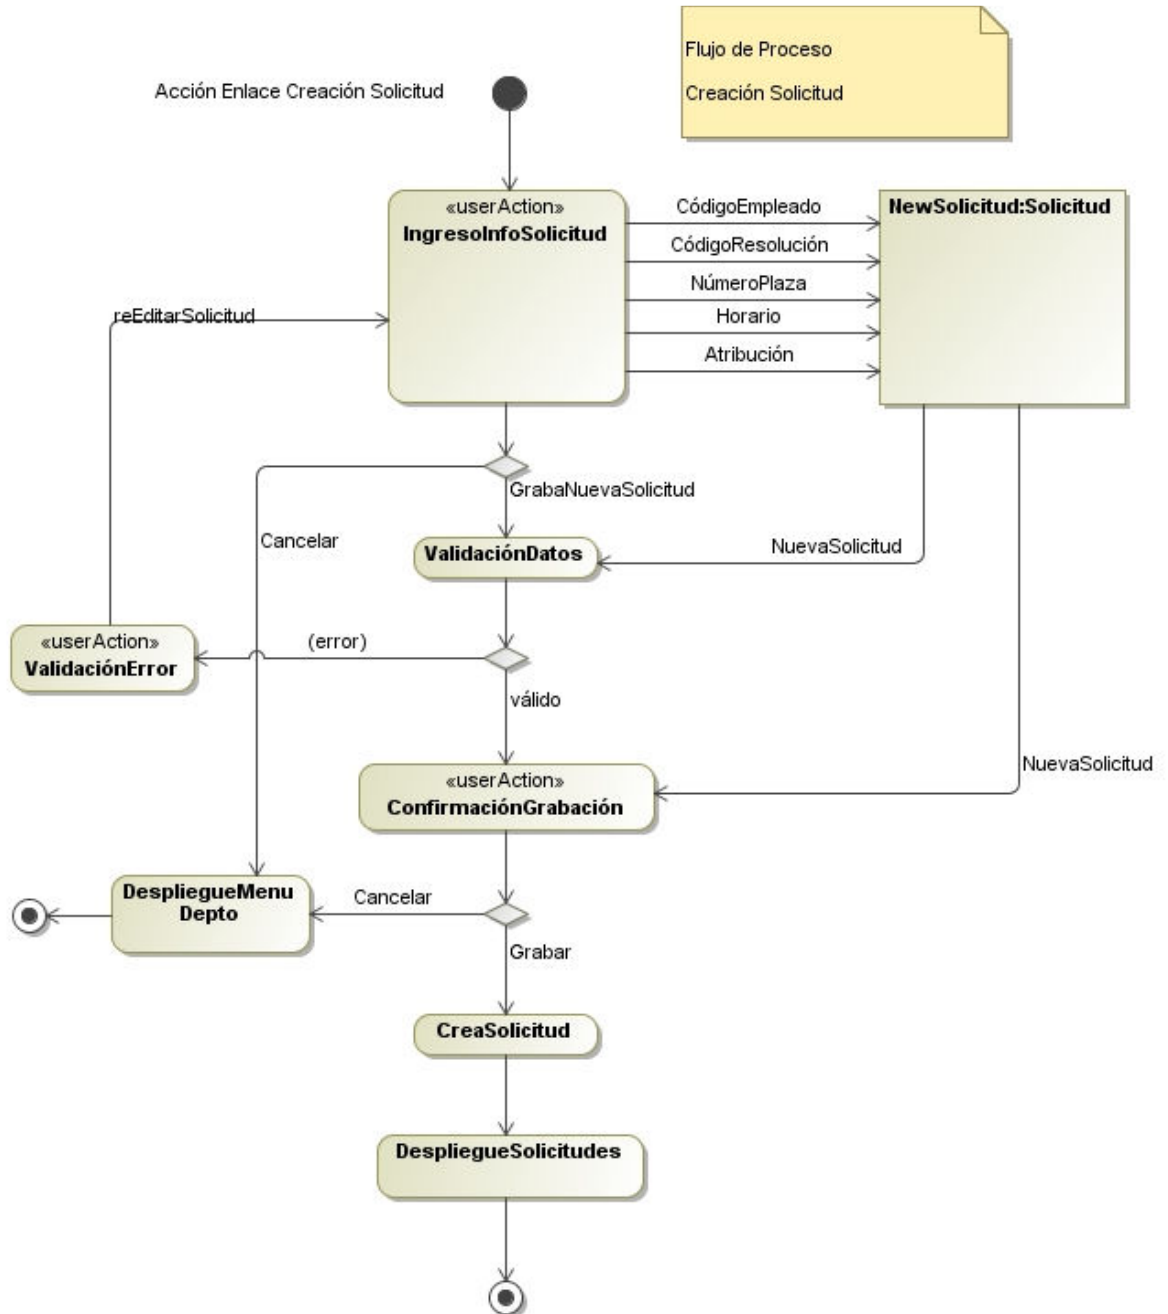 Flujo de Proceso
Creación Solicitud
Acción Enlace Creación Solicitud
«userAction»
IngresoInfoSolicitud
CódigoEmpleado
CódigoResolución
NúmeroPlaza
Horario
Atribución
NewSolicitud:Solicitud
reEditarSolicitud
GrabaNuevaSolicitud
Cancelar
ValidaciónDatos
NuevaSolicitud
«userAction»
ValidaciónError
(error)
válido
NuevaSolicitud
«userAction»
ConfirmaciónGrabación
DespliegueMenu
Depto
Cancelar
Grabar
CreaSolicitud
DespliegueSolicitudes